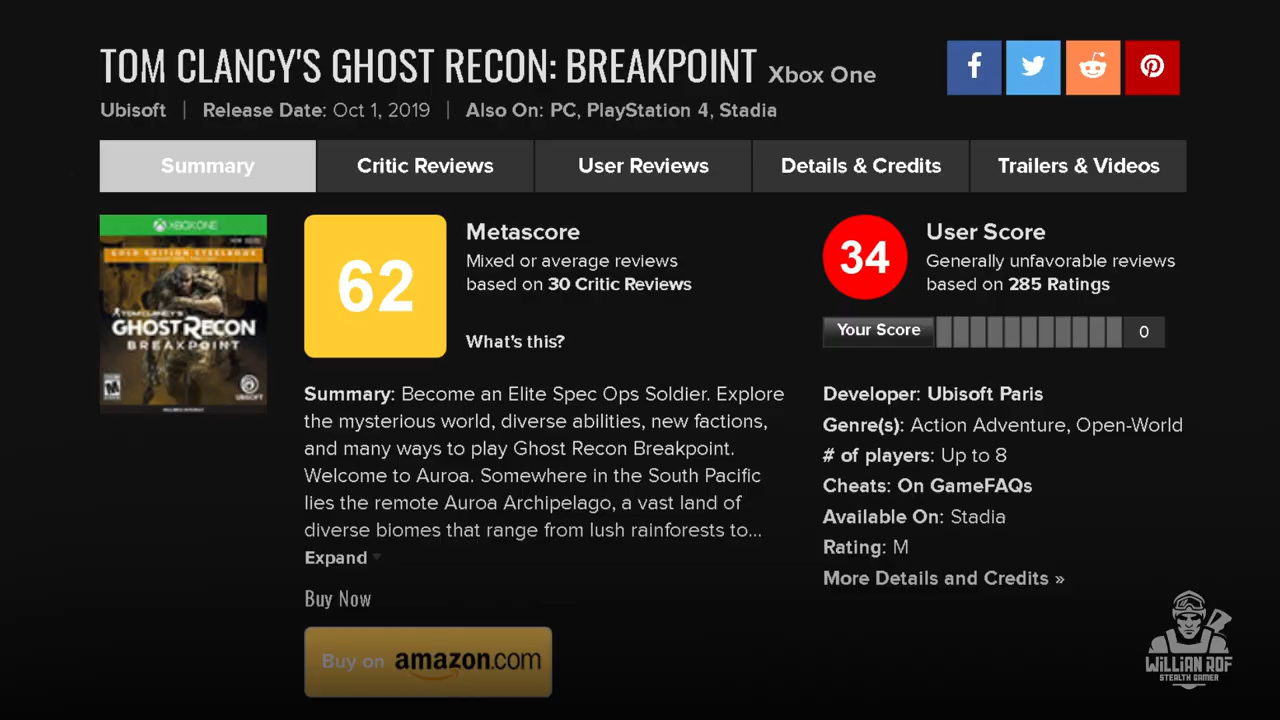 TOM CLANCY'S GHOST RECON: BREAKPOINT Xbox One
Ubisoft | Release Date: Oct 1, 2019 | Also On: PC, PlayStation 4, Stadia
Summary
Critic Reviews
User Reviews
Details & Credits
Trailers & Videos
XBOX ONE
GOLD EDITION STEELBOOK
TOM CLANCY'S
GHOST RECON
BREAKPOINT
M
UBISOFT
62
Metascore
Mixed or average reviews
based on 30 Critic Reviews
What's this?
Summary: Become an Elite Spec Ops Soldier. Explore
the mysterious world, diverse abilities, new factions,
and many ways to play Ghost Recon Breakpoint.
Welcome to Auroa. Somewhere in the South Pacific
lies the remote Auroa Archipelago, a vast land of
diverse biomes that range from lush rainforests to...
Expand
Buy Now
Buy on amazon.com
34
User Score
Generally unfavorable reviews
based on 285 Ratings
Your Score
0
Developer: Ubisoft Paris
Genre(s): Action Adventure, Open-World
# of players: Up to 8
Cheats: On GameFAQs
Available On: Stadia
Rating: M
More Details and Credits »
WILLIAN ROF
STEALTH GAMER